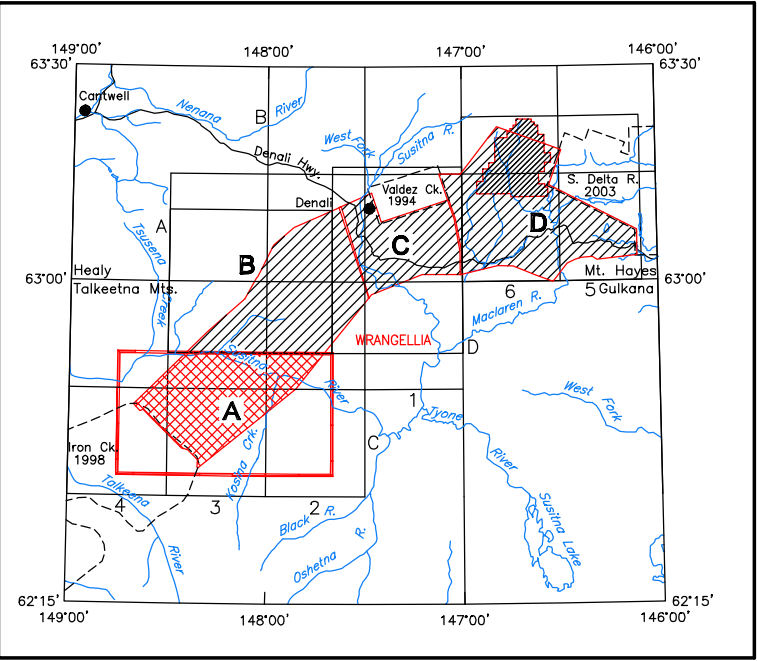 149°00'
148°00'
147°00'
146°00'
63°30'
63°30'
Cantwell
Nenana River
B
West Fork
Susitna R.
Denali Hwy.
Valdez Ck.
1994
S. Delta R.
2003
Denali
A
D
Tsusena Creek
B
C
Healy
Talkeetna Mts.
63°00'
63°00'
Mt. Hayes
Gulkana
6
5
Maclaren R.
WRANGELLIA
D
Susitna River
A
1
West Fork
Tyone River
C
Iron Ck.
1998
Kosina Crk.
Talkeetna River
4
3
2
Black R.
Oshetna R.
Susitna Lake
62°15'
62°15'
149°00'
148°00'
147°00'
146°00'